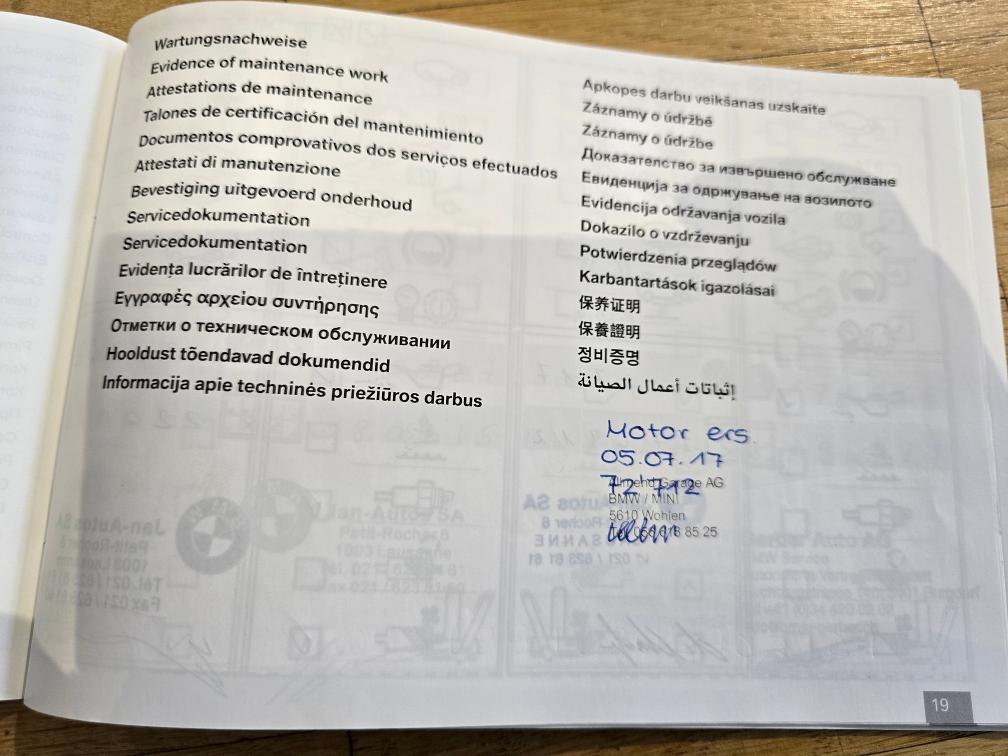 Wartungsnachweise
Evidence of maintenance work
Attestations de maintenance
Talones de certificación del mantenimiento
Documentos comprovativos dos serviços efectuados
Attestati di manutenzione
Bevestiging uitgevoerd onderhoud
Servicedokumentation
Servicedokumentation
Evidența lucrărilor de întreținere
Εγγραφές αρχείου συντήρησης
Отметки о техническом обслуживании
Hooldust tõendavad dokumendid
Informacija apie techninės priežiūros darbus
Apkopes darbu veikšanas uzskaite
Záznamy o údržbě
Záznamy o údržbe
Доказателство за извършено обслужване
Евиденција за одржување на возилото
Evidencija održavanja vozila
Dokazilo o vzdrževanju
Potwierdzenia przeglądów
Karbantartások igazolásai
保养证明
保養證明
정비증명
إثباتات أعمال الصيانة
Motor ers.
05.07.17
72'712
Garage AG
BMW / MINI
5610 Wohlen
85 25
19